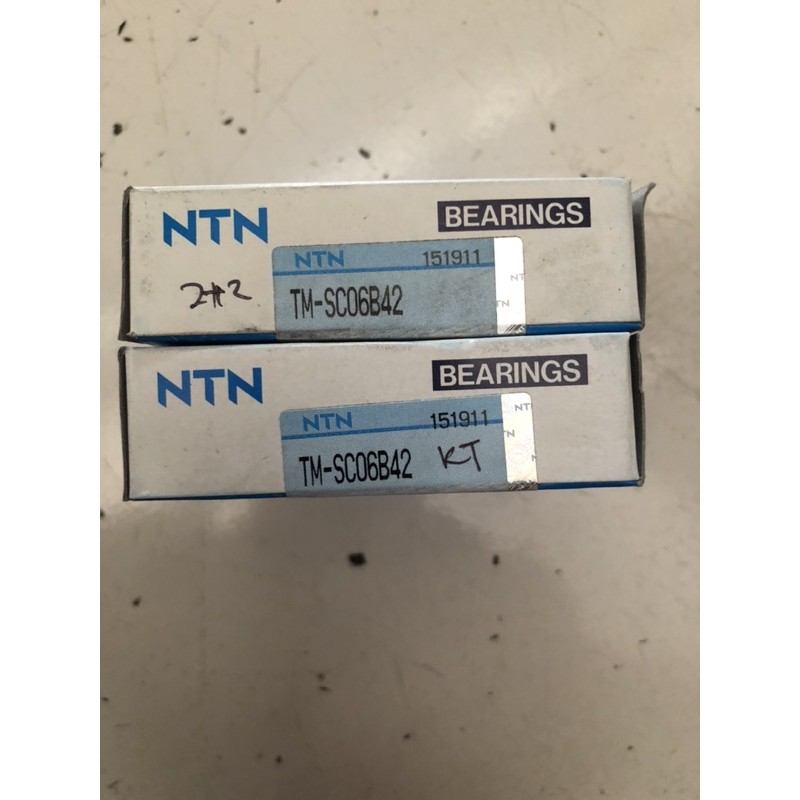 NTN BEARINGS
NTN 151911
2#2 TM-SC06B42
NTN BEARINGS
NTN 151911
TM-SC06B42 KT